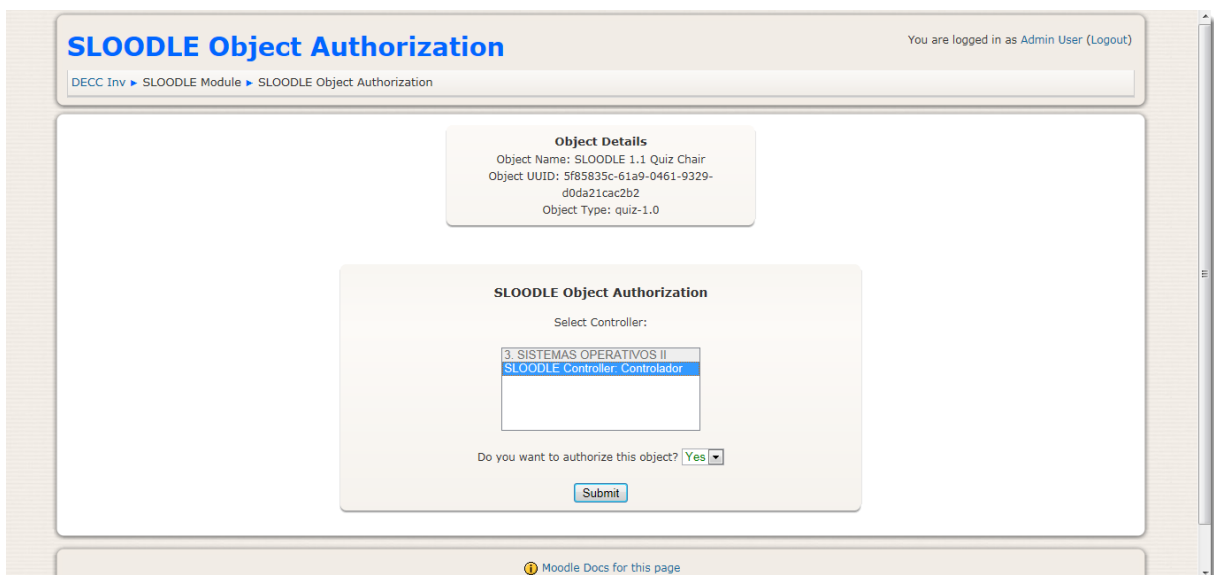 SLOODLE Object Authorization
You are logged in as Admin User (Logout)
DECC Inv ► SLOODLE Module ► SLOODLE Object Authorization
Object Details
Object Name: SLOODLE 1.1 Quiz Chair
Object UUID: 5f85835c-61a9-0461-9329-
d0da21cac2b2
Object Type: quiz-1.0
SLOODLE Object Authorization
Select Controller:
3. SISTEMAS OPERATIVOS II
SLOODLE Controller: Controlador
Do you want to authorize this object? Yes
Submit
Moodle Docs for this page